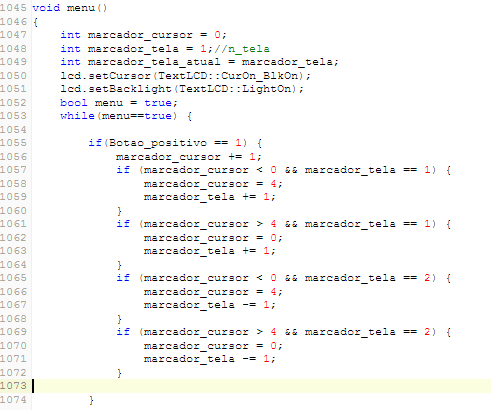 1045 void menu()
1046 {
1047     int marcador_cursor = 0;
1048     int marcador_tela = 1;//n_tela
1049     int marcador_tela_atual = marcador_tela;
1050     lcd.setCursor(TextLCD::CurOn_BlkOn);
1051     lcd.setBacklight(TextLCD::LightOn);
1052     bool menu = true;
1053     while(menu==true) {
1054
1055         if(Botao_positivo == 1) {
1056             marcador_cursor += 1;
1057             if (marcador_cursor < 0 && marcador_tela == 1) {
1058                 marcador_cursor = 4;
1059                 marcador_tela += 1;
1060             }
1061             if (marcador_cursor > 4 && marcador_tela == 1) {
1062                 marcador_cursor = 0;
1063                 marcador_tela += 1;
1064             }
1065             if (marcador_cursor < 0 && marcador_tela == 2) {
1066                 marcador_cursor = 4;
1067                 marcador_tela -= 1;
1068             }
1069             if (marcador_cursor > 4 && marcador_tela == 2) {
1070                 marcador_cursor = 0;
1071                 marcador_tela -= 1;
1072             }
1073
1074         }